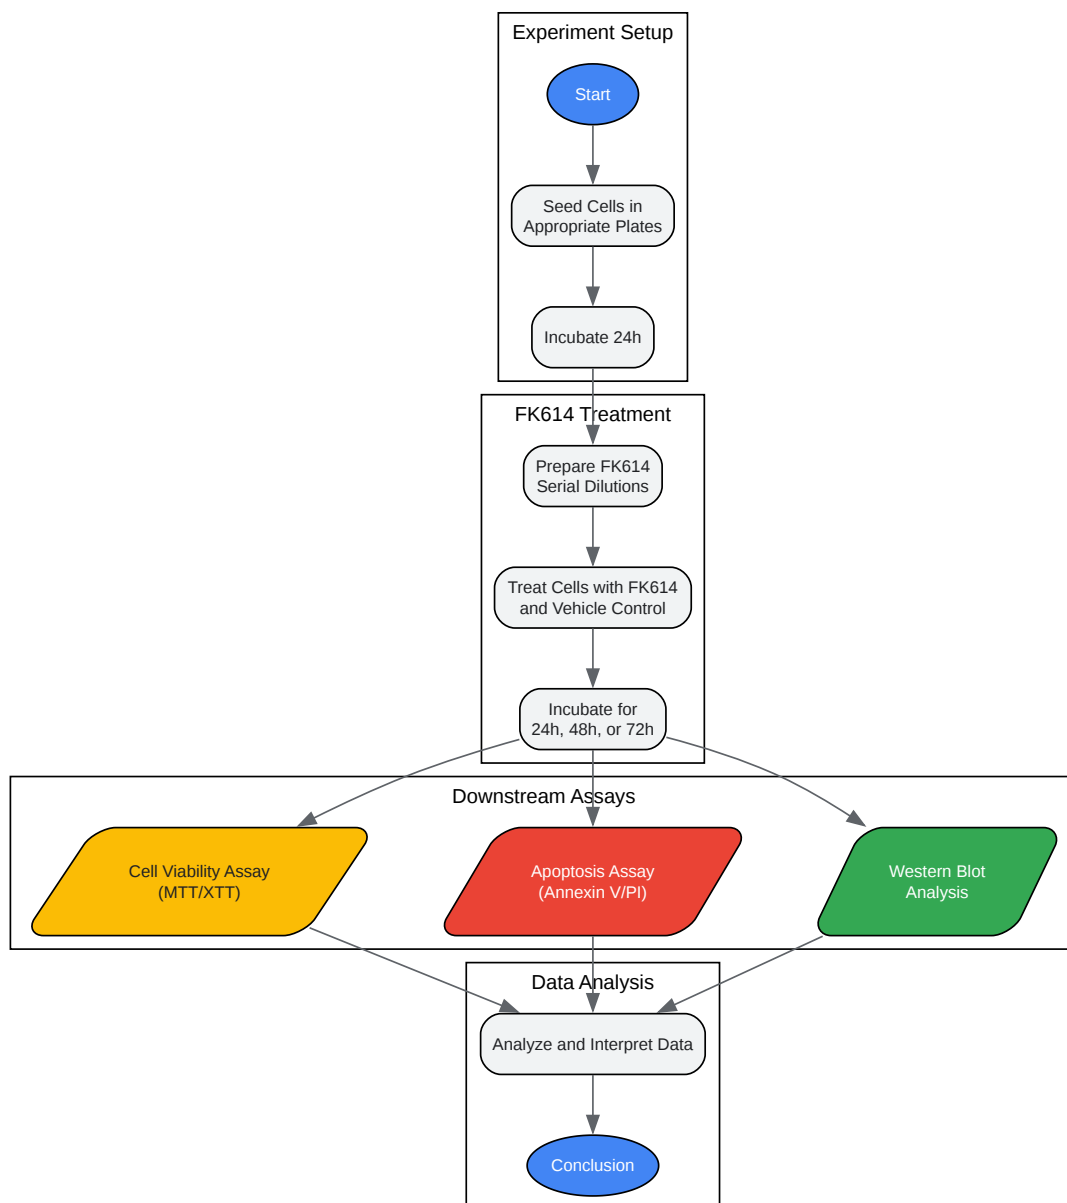 Experiment Setup
Start
Seed Cells in
Appropriate Plates
Incubate 24h
FK614 Treatment
Prepare FK614
Serial Dilutions
Treat Cells with FK614
and Vehicle Control
Incubate for
24h, 48h, or 72h
Downstream Assays
Cell Viability Assay
(MTT/XTT)
Apoptosis Assay
(Annexin V/PI)
Western Blot
Analysis
Data Analysis
Analyze and Interpret Data
Conclusion